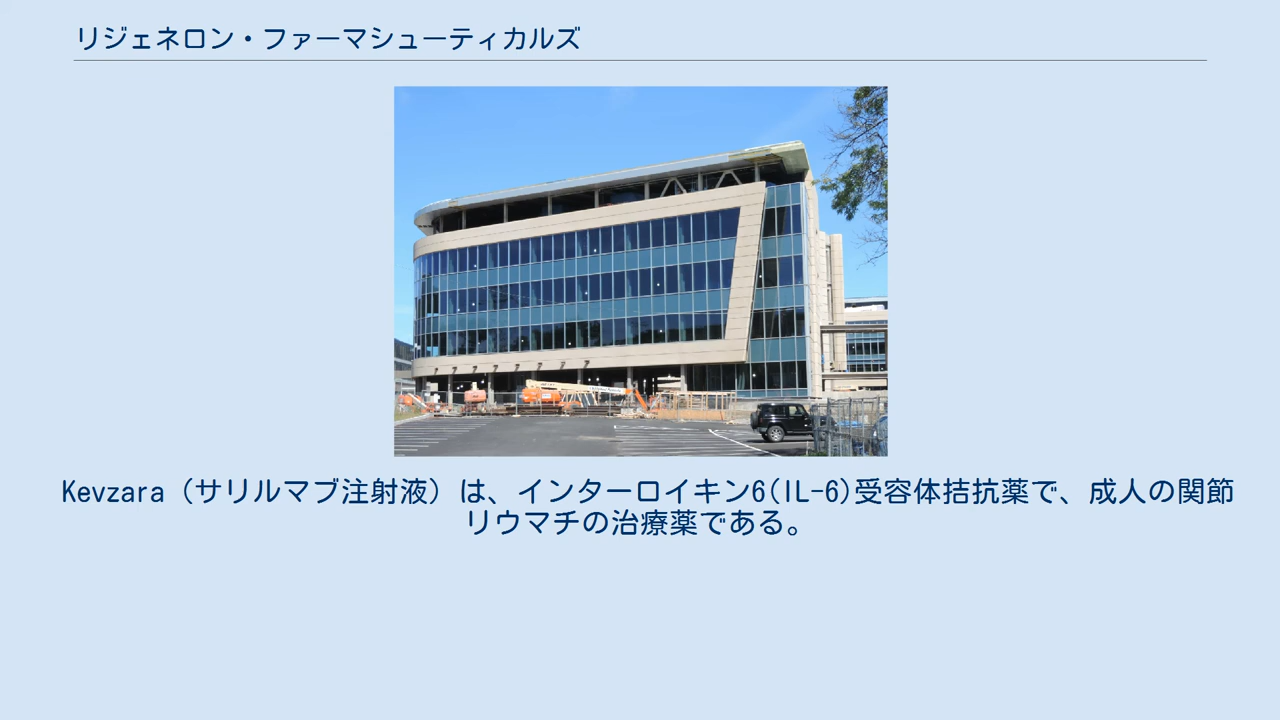 リジェネロン・ファーマシューティカルズ
Kevzara（サリルマブ注射液）は、インターロイキン6(IL-6)受容体拮抗薬で、成人の関節
リウマチの治療薬である。